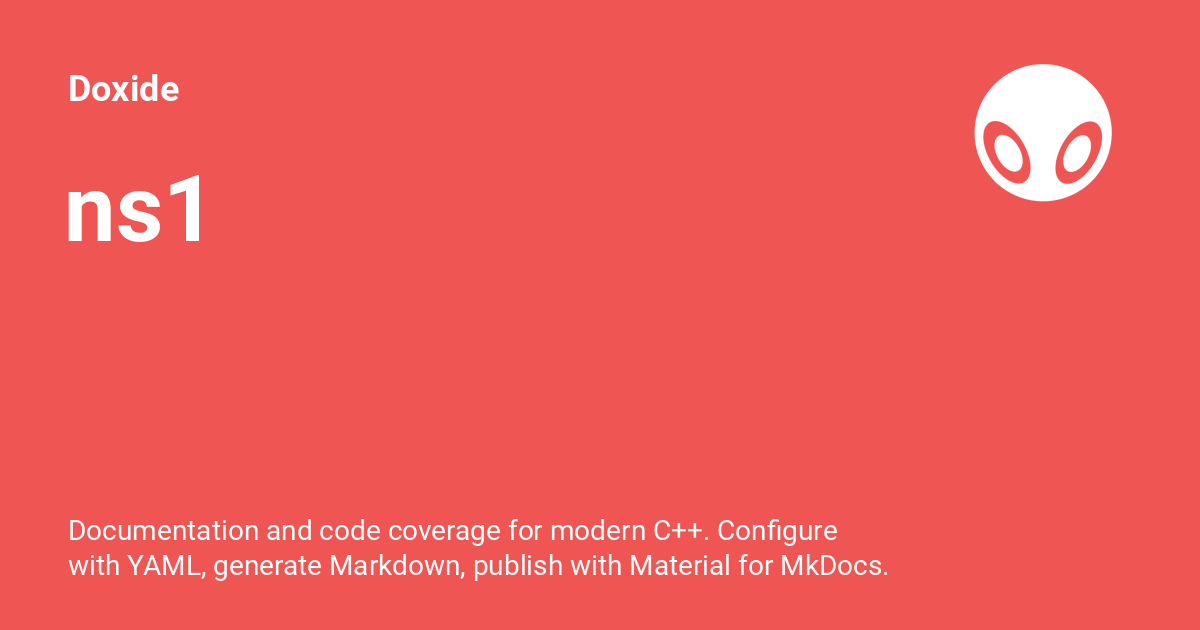 Doxide
ns1
Documentation and code coverage for modern C++. Configure
with YAML, generate Markdown, publish with Material for MkDocs.